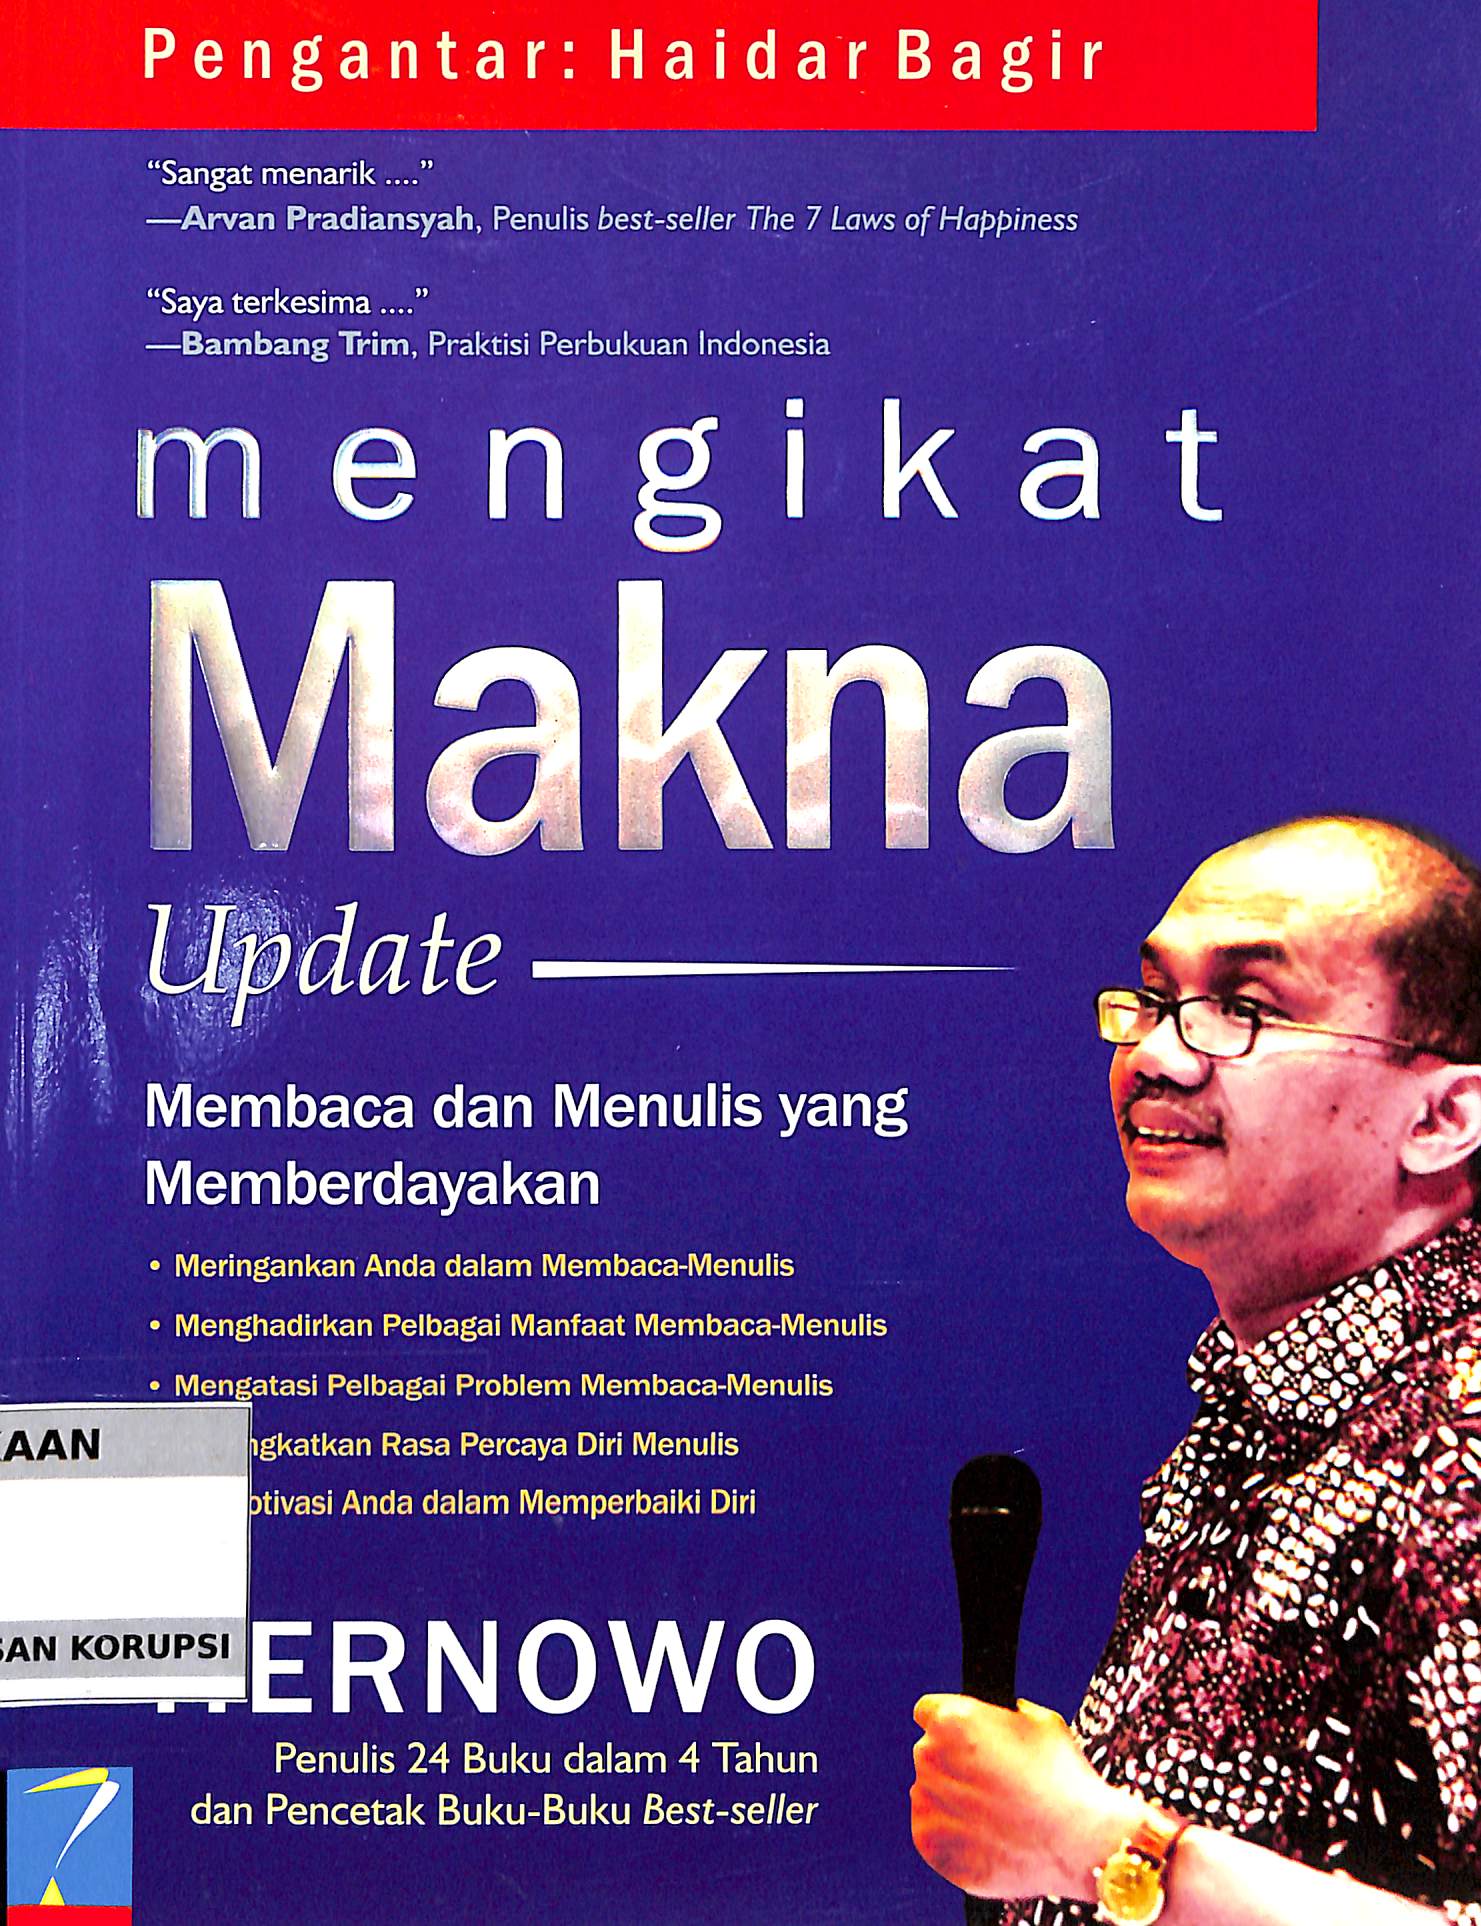 Pengantar: Haidar Bagir
“Sangat menarik ....”
—Arvan Pradiansyah, Penulis best-seller The 7 Laws of Happiness
“Saya terkesima ....”
—Bambang Trim, Praktisi Perbukuan Indonesia
mengikat
Makna
Update
Membaca dan Menulis yang
Memberdayakan
• Meringankan Anda dalam Membaca-Menulis
• Menghadirkan Pelbagai Manfaat Membaca-Menulis
• Mengatasi Pelbagai Problem Membaca-Menulis
ngkatkan Rasa Percaya Diri Menulis
otivasi Anda dalam Memperbaiki Diri
KAAN
SAN KORUPSI
HERNOWO
Penulis 24 Buku dalam 4 Tahun
dan Pencetak Buku-Buku Best-seller